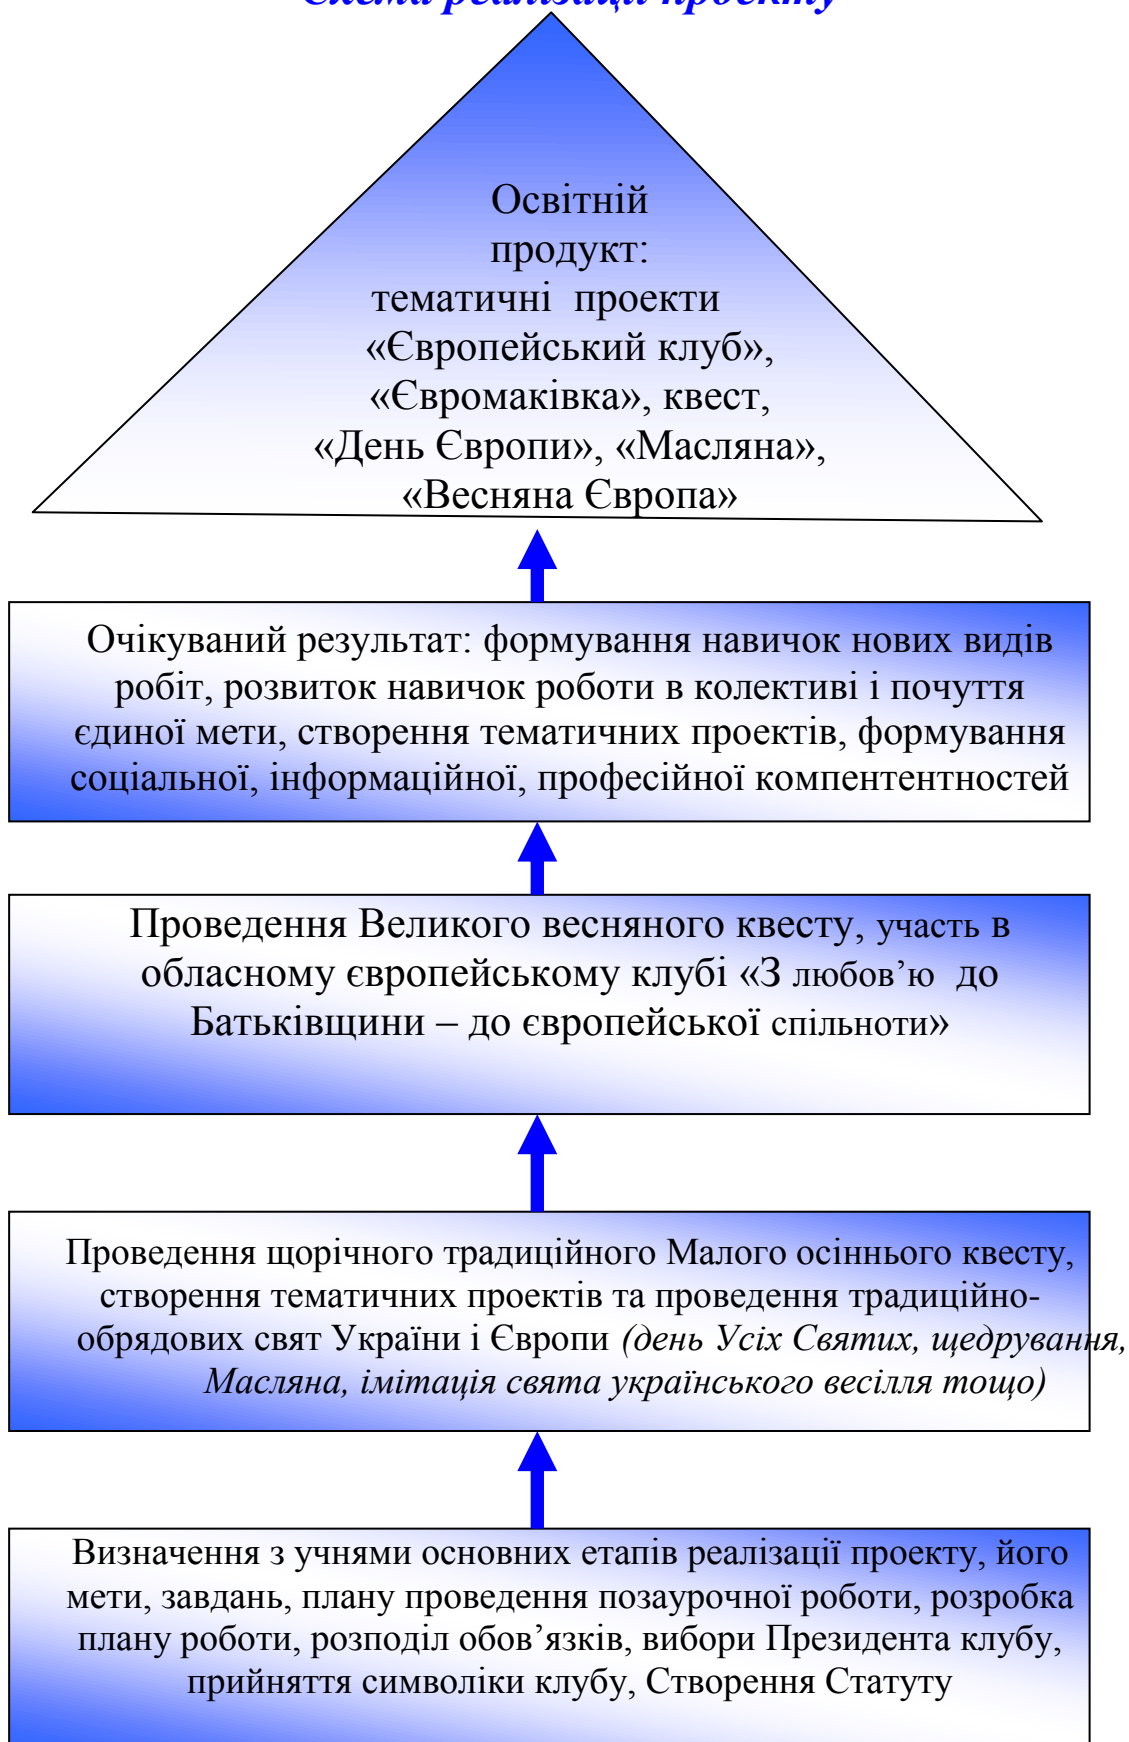 Схема реалізації проекту
Освітній
продукт:
тематичні проекти
«Європейський клуб»,
«Євромаківка», квест,
«День Європи», «Масляна»,
«Весняна Європа»
Очікуваний результат: формування навичок нових видів
робіт, розвиток навичок роботи в колективі і почуття
єдиної мети, створення тематичних проектів, формування
соціальної, інформаційної, професійної компентентностей
Проведення Великого весняного квесту, участь в
обласному європейському клубі «З любов’ю до
Батьківщини – до європейської спільноти»
Проведення щорічного традиційного Малого осіннього квесту,
створення тематичних проектів та проведення традиційно-
обрядових свят України і Європи (день Усіх Святих, щедрування,
Масляна, імітація свята українського весілля тощо)
Визначення з учнями основних етапів реалізації проекту, його
мети, завдань, плану проведення позаурочної роботи, розробка
плану роботи, розподіл обов’язків, вибори Президента клубу,
прийняття символіки клубу, Створення Статуту